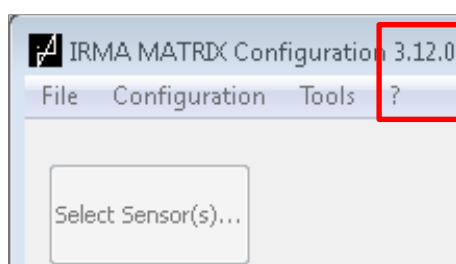 IRMA MATRIX Configuration 3.12.0
File Configuration Tools ?
Select Sensor(s)...